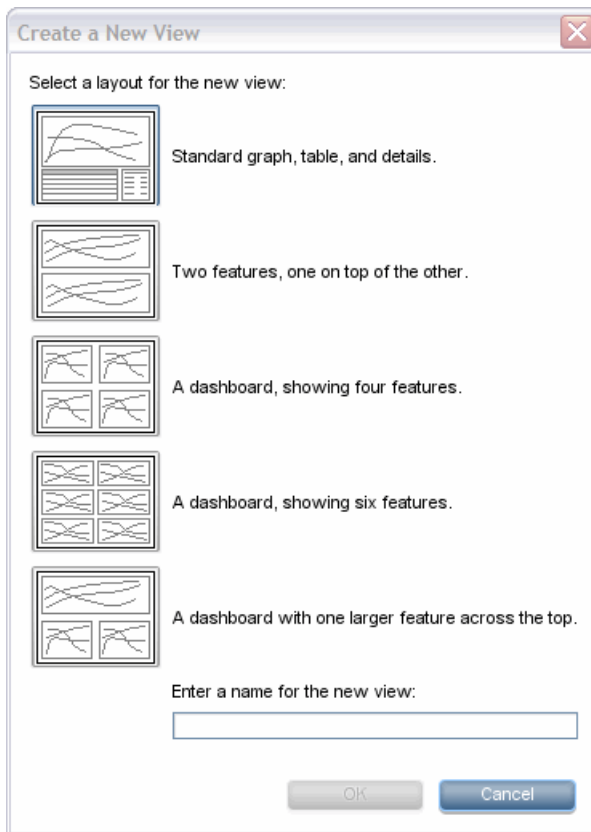 Create a New View
Select a layout for the new view:
Standard graph, table, and details.
Two features, one on top of the other.
A dashboard, showing four features.
A dashboard, showing six features.
A dashboard with one larger feature across the top.
Enter a name for the new view:
OK
Cancel